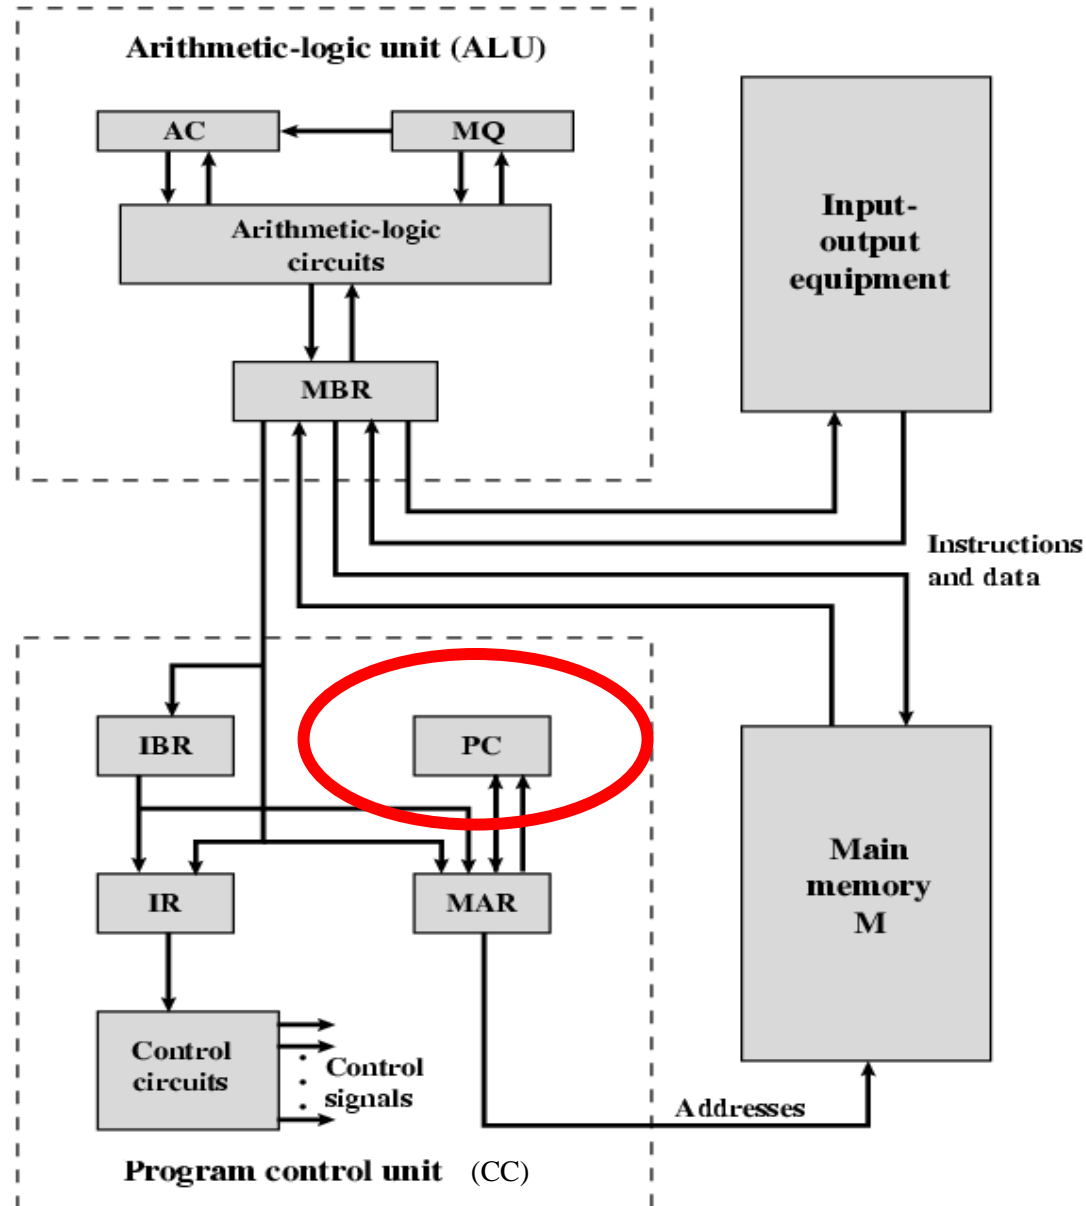 Arithmetic-logic unit (ALU)
AC
MQ
Arithmetic-logic
circuits
MBR
Input-
output
equipment
Instructions
and data
IBR
PC
IR
MAR
Main
memory
M
Control
circuits
Control
signals
Addresses
Program control unit (CC)